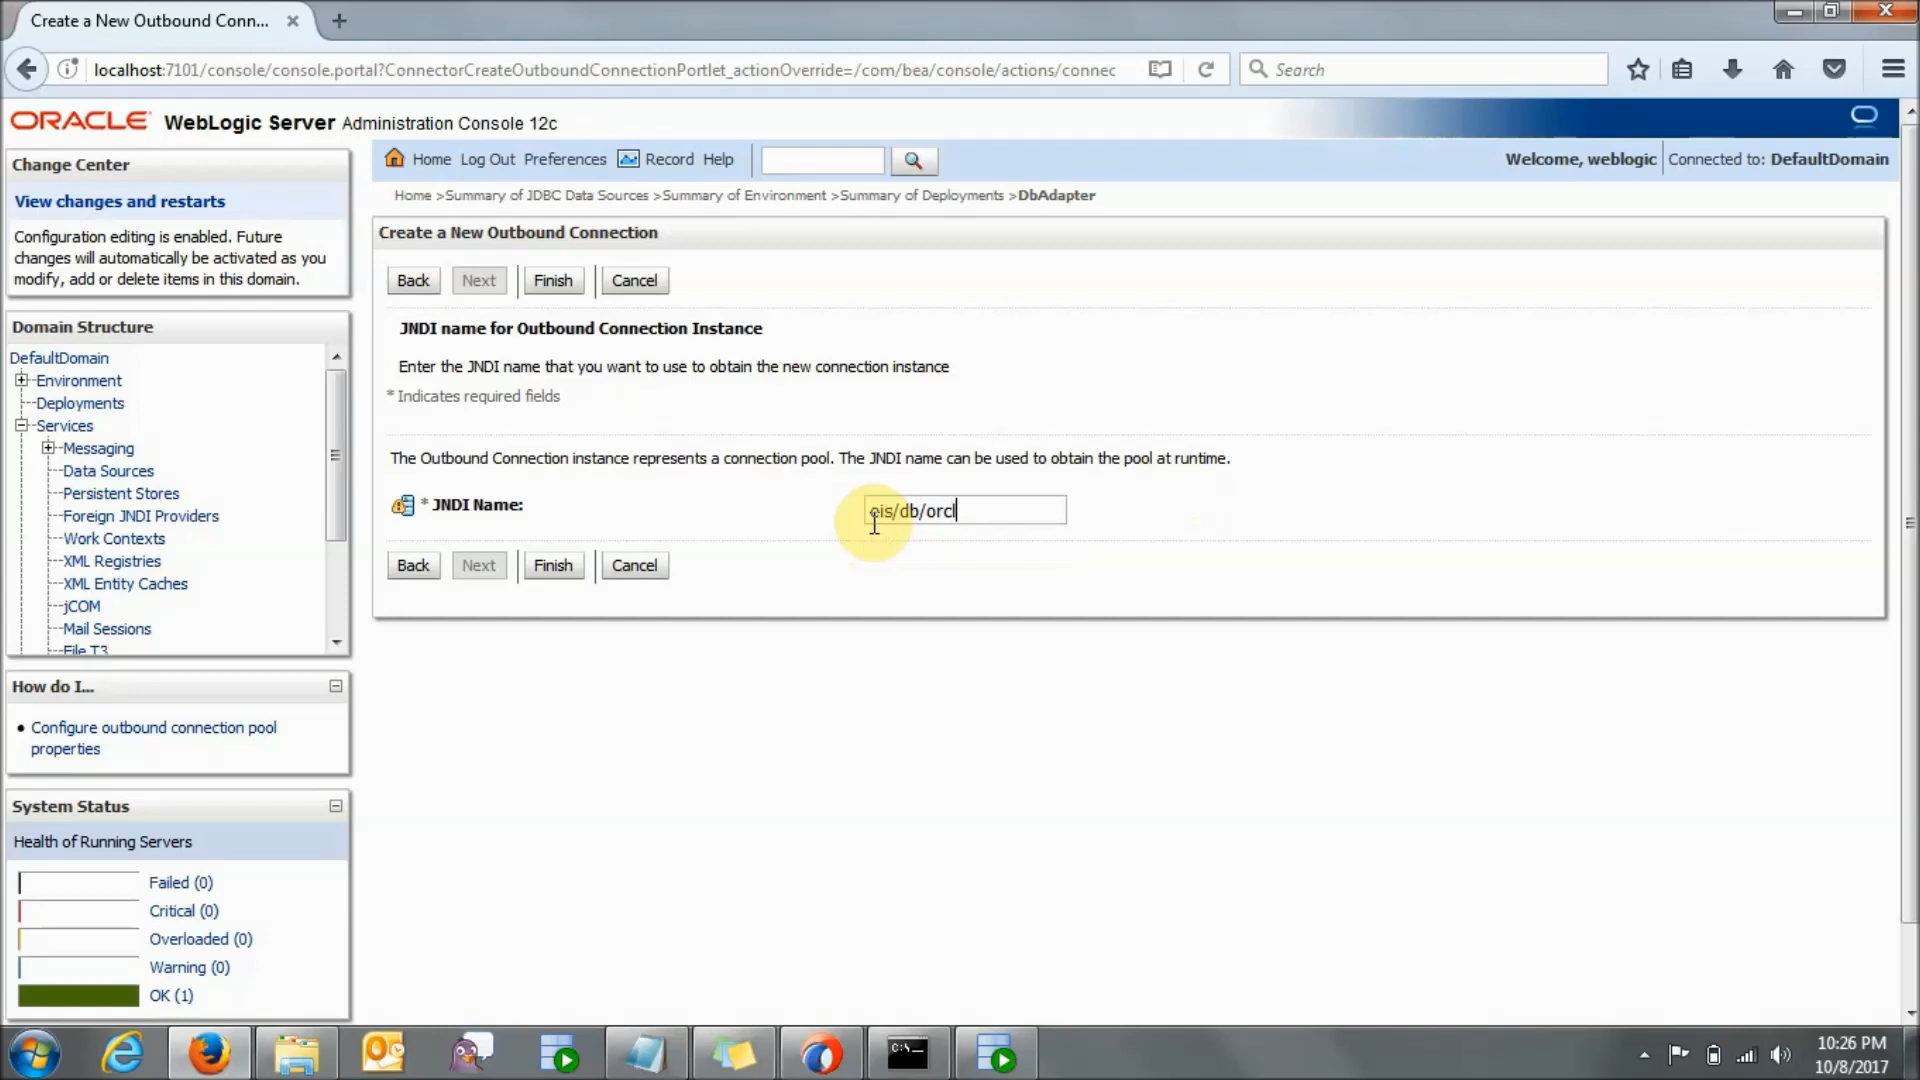 Create a New Outbound Conn...
localhost:7101/console/console.portal?ConnectorCreateOutboundConnectionPortlet_actionOverride=/com/bea/console/actions/connec
Search
ORACLE WebLogic Server Administration Console 12c
Change Center
View changes and restarts
Configuration editing is enabled. Future
changes will automatically be activated as you
modify, add or delete items in this domain.
Domain Structure
DefaultDomain
Environment
Deployments
Services
Messaging
Data Sources
Persistent Stores
Foreign JNDI Providers
Work Contexts
XML Registries
XML Entity Caches
jCOM
Mail Sessions
File T3
How do I...
Configure outbound connection pool
properties
System Status
Health of Running Servers
Failed (0)
Critical (0)
Overloaded (0)
Warning (0)
OK (1)
Home Log Out Preferences Record Help
Welcome, weblogic Connected to: DefaultDomain
Home >Summary of JDBC Data Sources >Summary of Environment >Summary of Deployments >DbAdapter
Create a New Outbound Connection
Back Next Finish Cancel
JNDI name for Outbound Connection Instance
Enter the JNDI name that you want to use to obtain the new connection instance
* Indicates required fields
The Outbound Connection instance represents a connection pool. The JNDI name can be used to obtain the pool at runtime.
* JNDI Name: eis/db/orcl
Back Next Finish Cancel
10:26 PM
10/8/2017